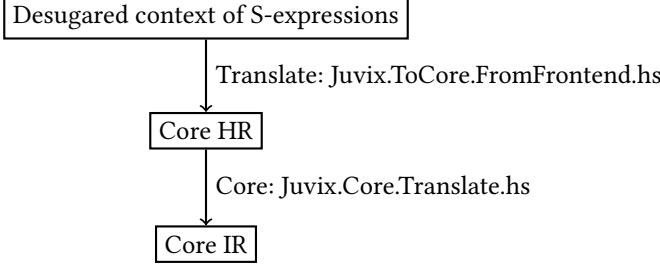 Desugared context of S-expressions
Translate: Juvix.ToCore.FromFrontend.hs
Core HR
Core: Juvix.Core.Translate.hs
Core IR